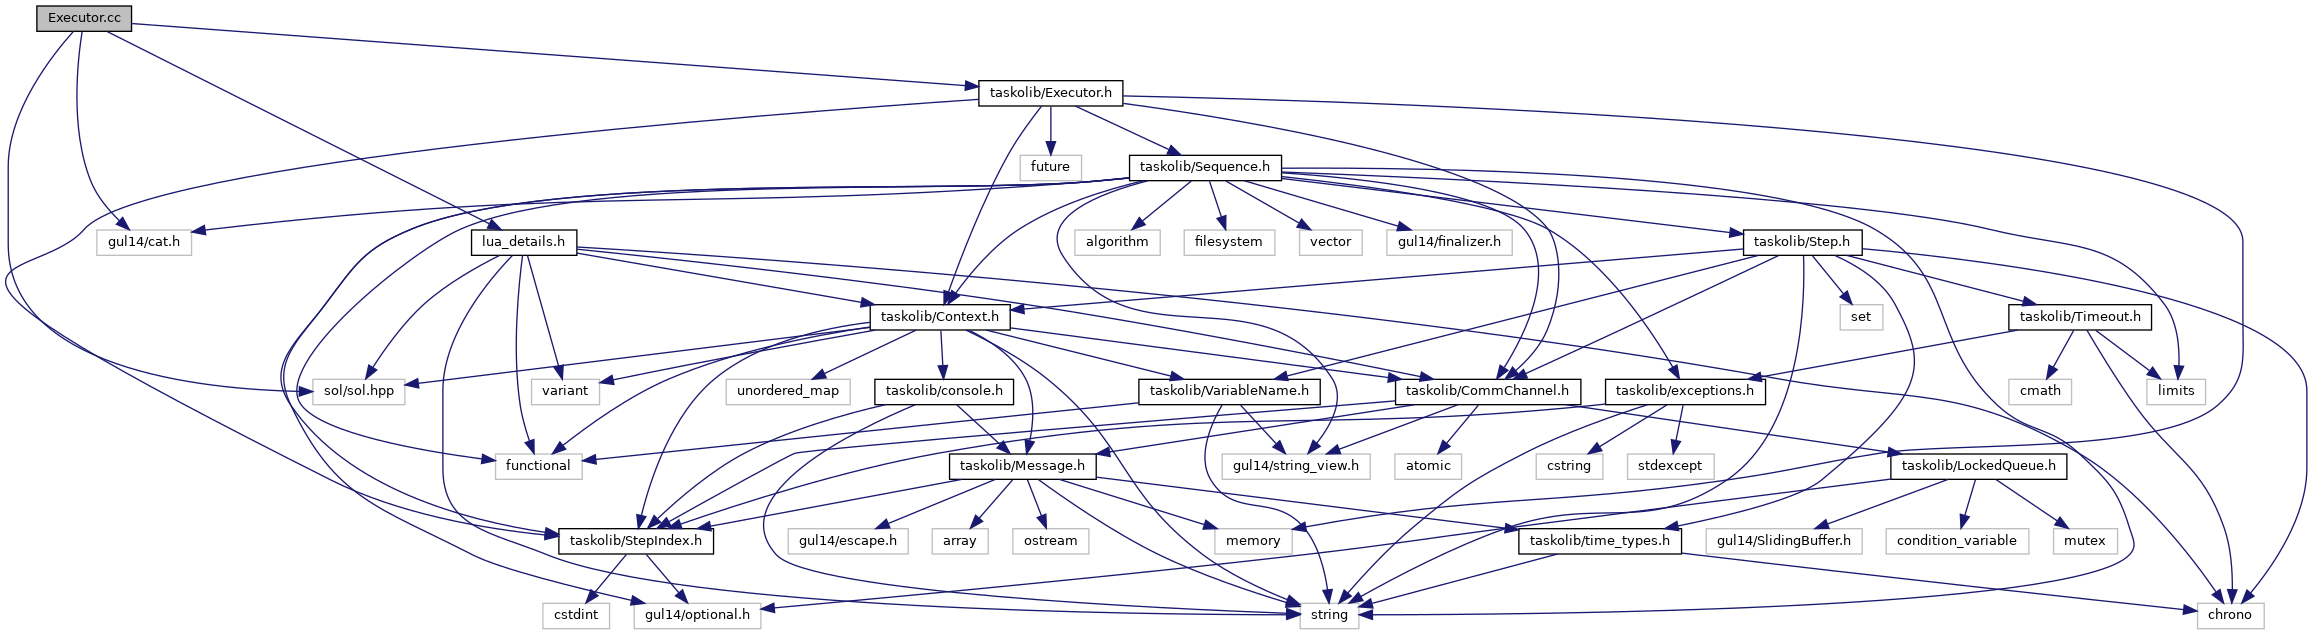 Executor.cc
taskolib/Executor.h
future
taskolib/Sequence.h
gul14/cat.h
lua_details.h
algorithm
filesystem
vector
gul14/finalizer.h
taskolib/Step.h
taskolib/Context.h
set
taskolib/Timeout.h
sol/sol.hpp
variant
unordered_map
taskolib/console.h
taskolib/VariableName.h
taskolib/CommChannel.h
taskolib/exceptions.h
cmath
limits
functional
taskolib/Message.h
gul14/string_view.h
atomic
cstring
stdexcept
taskolib/LockedQueue.h
taskolib/StepIndex.h
gul14/escape.h
array
ostream
memory
taskolib/time_types.h
gul14/SlidingBuffer.h
condition_variable
mutex
cstdint
gul14/optional.h
string
chrono